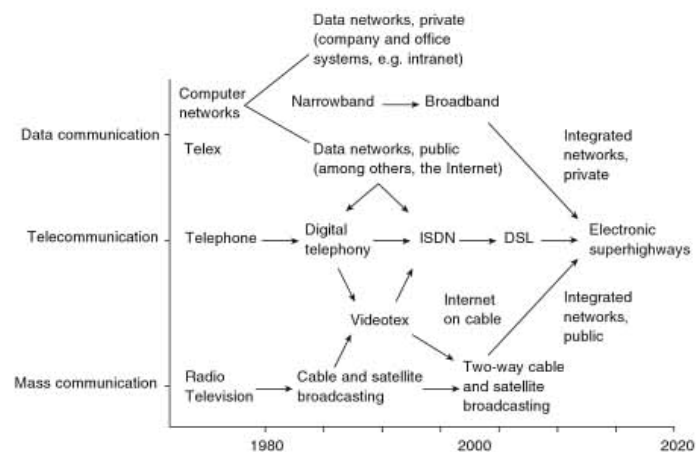 Data networks, private
(company and office
systems, e.g. intranet)
Computer
networks
Narrowband
Broadband
Data communication
Telex
Data networks, public
(among others, the Internet)
Integrated
networks,
private
Telecommunication
Telephone
Digital
telephony
ISDN
DSL
Electronic
superhighways
Videotex
Internet
on cable
Integrated
networks,
public
Mass communication
Radio
Television
Cable and satellite
broadcasting
Two-way cable
and satellite
broadcasting
1980
2000
2020